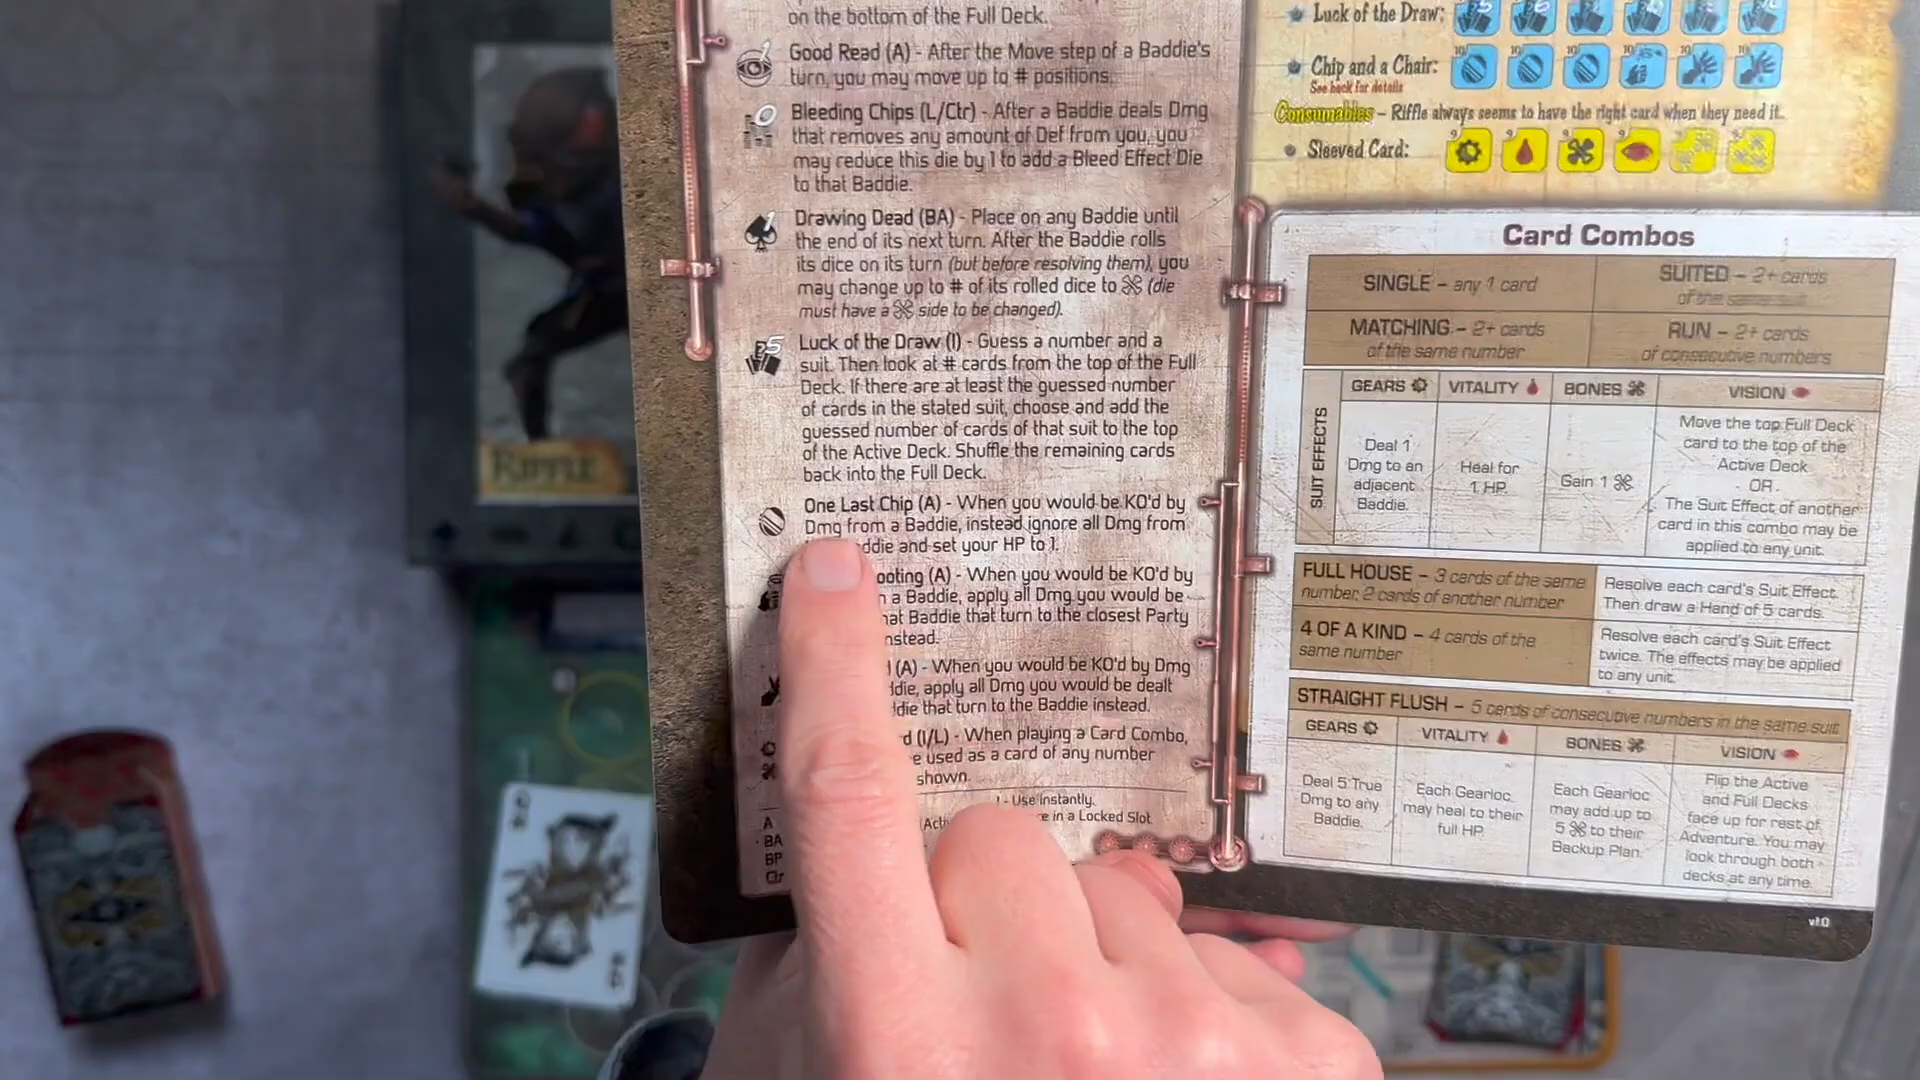 on the bottom of the Full Deck.
Good Read (A) - After the Move step of a Baddie's
turn, you may move up to # positions.
Bleeding Chips (L/Ctr) - After a Baddie deals Dmg
that removes any amount of Def from you, you
may reduce this die by 1 to add a Bleed Effect Die
to that Baddie.
Drawing Dead (BA) - Place on any Baddie until
the end of its next turn. After the Baddie rolls
its dice on its turn (but before resolving them), you
may change up to # of its rolled dice to (die
must have a side to be changed).
Luck of the Draw (I) - Guess a number and a
suit. Then look at # cards from the top of the Full
Deck. If there are at least the guessed number
of cards in the stated suit, choose and add the
guessed number of cards of that suit to the top
of the Active Deck. Shuffle the remaining cards
back into the Full Deck.
One Last Chip (A) - When you would be KO'd by
Dmg from a Baddie, instead ignore all Dmg from
ddie and set your HP to 1.
ooting (A) - When you would be KO'd by
a Baddie, apply all Dmg you would be
hat Baddie that turn to the closest Party
nstead.
(A) - When you would be KO'd by Dmg
ddie, apply all Dmg you would be dealt
ddie that turn to the Baddie instead.
d (I/L) - When playing a Card Combo,
e used as a card of any number
shown.
I - Use instantly.
A
(Acti
e in a Locked Slot.
BA
BP
Ctr
Luck of the Draw:
Chip and a Chair:
See back for details
Consumables - Riffle always seems to have the right card when they need it.
Sleeved Card:
Card Combos
SINGLE - any 1 card
SUITED - 2+ cards
of the same suit
MATCHING - 2+ cards
of the same number
RUN - 2+ cards
of consecutive numbers
SUIT EFFECTS
GEARS
VITALITY
BONES
VISION
Deal 1
Dmg to an
adjacent
Baddie.
Heal for
1 HP.
Gain 1
Move the top Full Deck
card to the top of the
Active Deck
- OR -
The Suit Effect of another
card in this combo may be
applied to any unit.
FULL HOUSE - 3 cards of the same
number, 2 cards of another number
Resolve each card's Suit Effect.
Then draw a Hand of 5 cards.
4 OF A KIND - 4 cards of the
same number
Resolve each card's Suit Effect
twice. The effects may be applied
to any unit.
STRAIGHT FLUSH - 5 cards of consecutive numbers in the same suit
GEARS
VITALITY
BONES
VISION
Deal 5 True
Dmg to any
Baddie.
Each Gearloc
may heal to their
full HP.
Each Gearloc
may add up to
5 to their
Backup Plan.
Flip the Active
and Full Decks
face up for rest of
Adventure. You may
look through both
decks at any time.
v1.0
RIFFLE